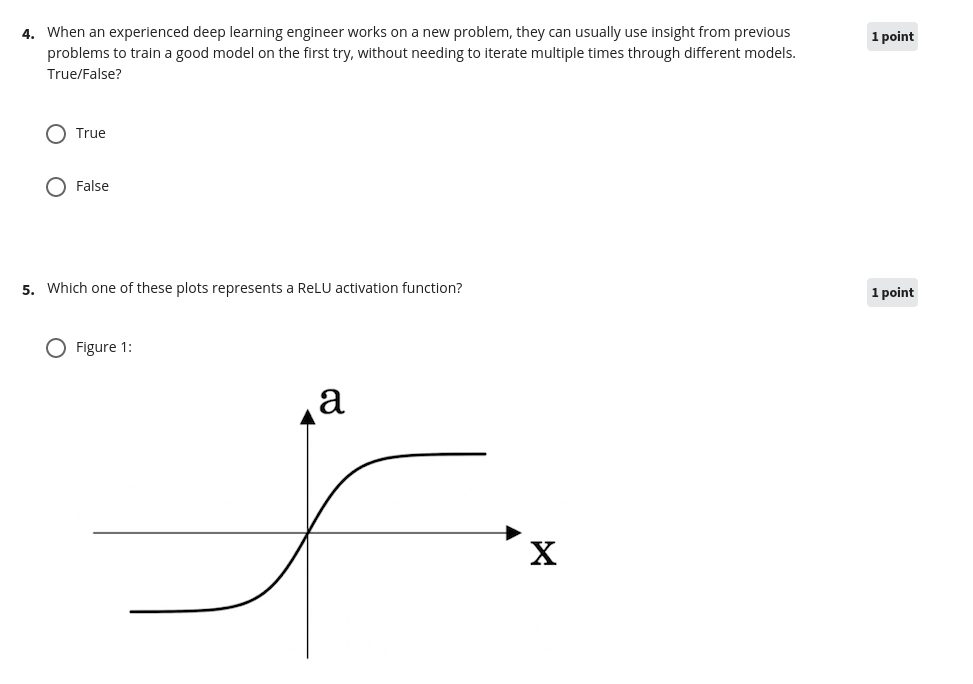 4. When an experienced deep learning engineer works on a new problem, they can usually use insight from previous
problems to train a good model on the first try, without needing to iterate multiple times through different models.
True/False?
1 point
True
False
5. Which one of these plots represents a ReLU activation function?
1 point
Figure 1:
a
x